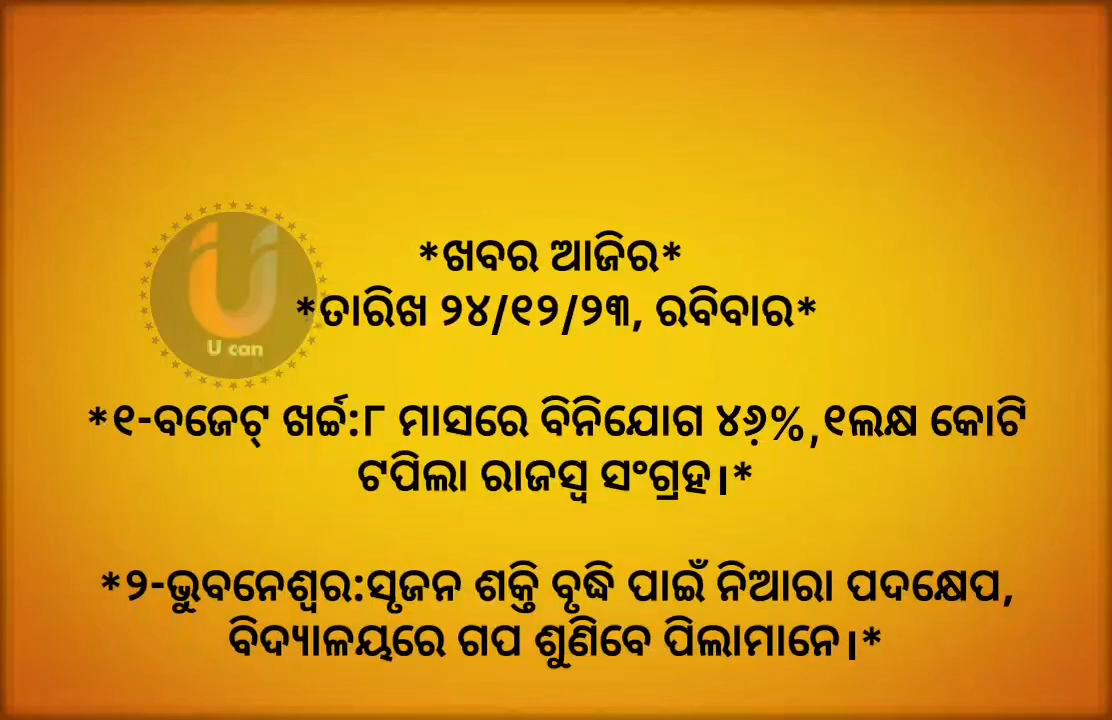 *ଖବର ଆଜିର*
*ତାରିଖ ୨୪/୧୨/୨୩, ରବିବାର*
U can
*୧-ବଜେଟ୍ ଖର୍ଚ୍ଚ:୮ ମାସରେ ବିନିଯୋଗ ୪୬଼%,୧ଲକ୍ଷ କୋଟି
ଟପିଲା ରାଜସ୍ୱ ସଂଗ୍ରହ।*
*୨-ଭୁବନେଶ୍ୱର:ସୃଜନ ଶକ୍ତି ବୃଦ୍ଧି ପାଇଁ ନିଆରା ପଦକ୍ଷେପ,
ବିଦ୍ୟାଳୟରେ ଗପ ଶୁଣିବେ ପିଲାମାନେ।*